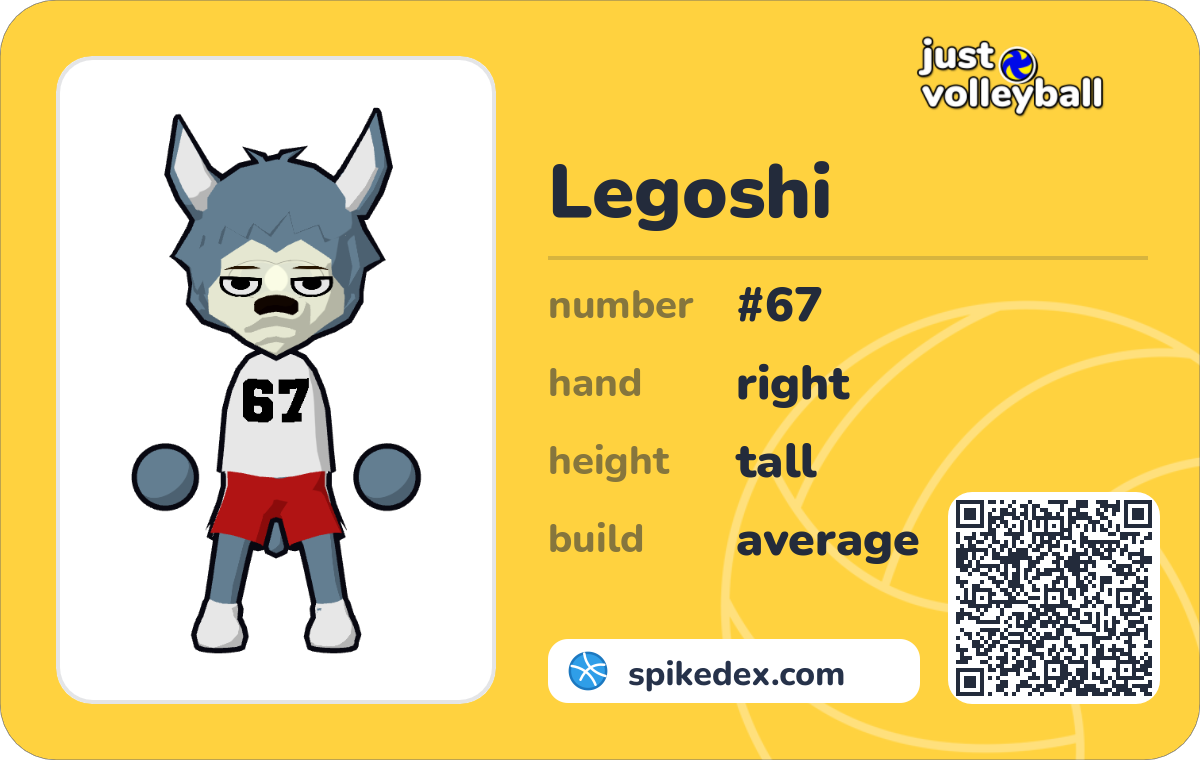 just
volleyball
Legoshi
number #67
hand right
height tall
build average
67
spikedex.com